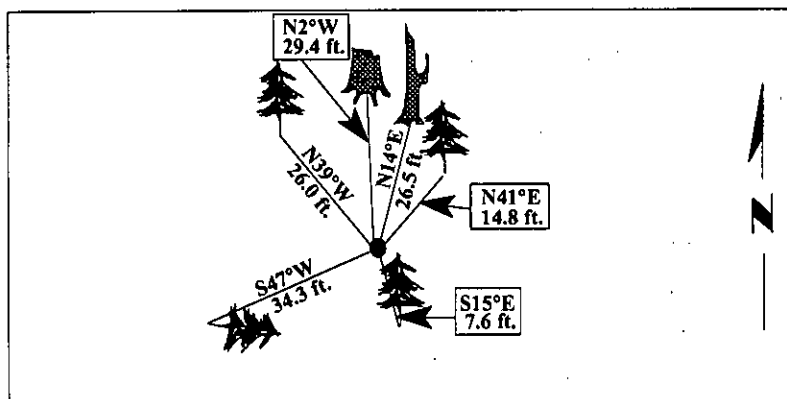 N2°W
29.4 ft.
N39°W
26.0 ft.
N14°E
26.5 ft.
N41°E
14.8 ft.
S47°W
34.3 ft.
S15°E
7.6 ft.
N